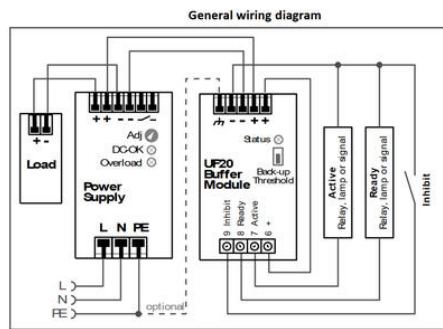 General wiring diagram
+ + - -
- - + +
+ -
Load
Adj
DC-OK
Overload
Power
Supply
L N PE
Status
UF20
Buffer
Module
Back-up
Threshold
9 Inhibit
8 Ready
7 Active
6 +
Active
Relay, lamp or signal
Ready
Relay, lamp or signal
Inhibit
L
N
PE
optional